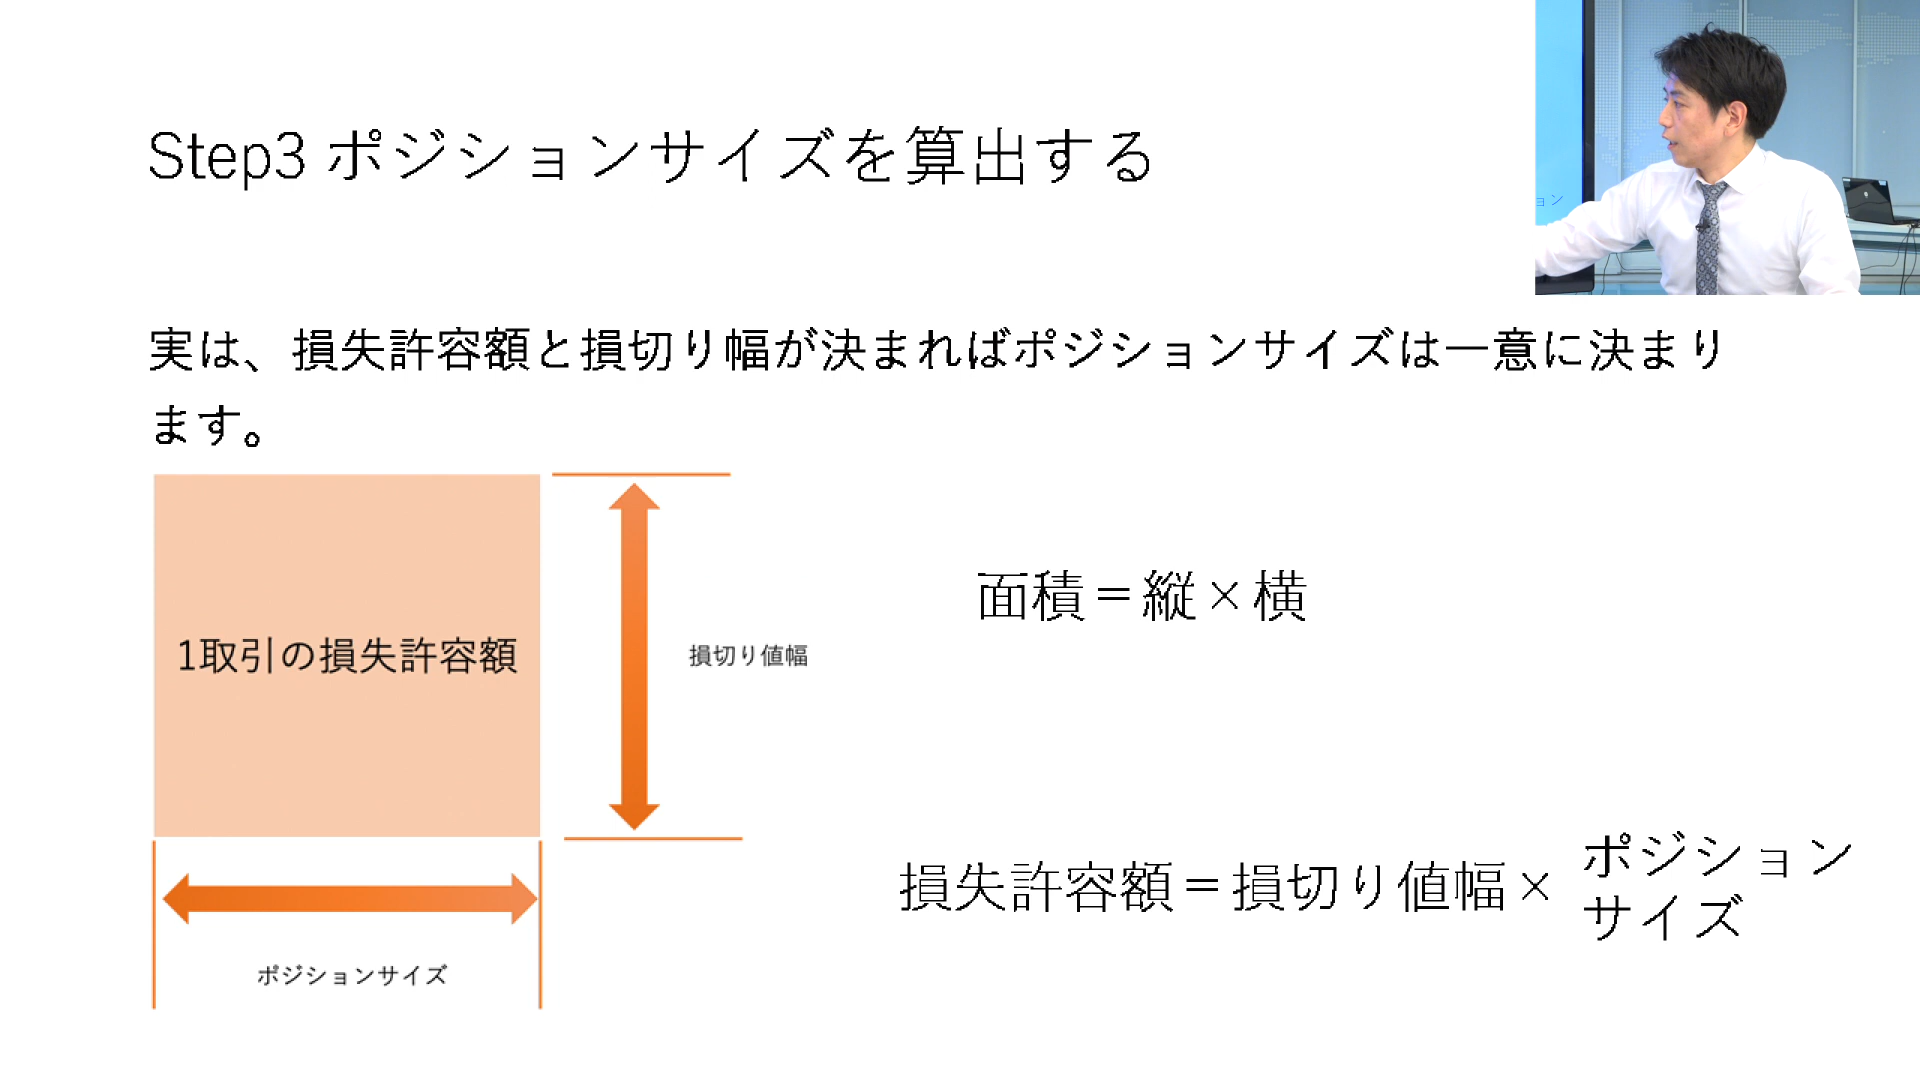 Step3 ポジションサイズを算出する
ョン
実は、損失許容額と損切り幅が決まればポジションサイズは一意に決まり
ます。
1取引の損失許容額
損切り値幅
ポジションサイズ
面積＝縦×横
損失許容額＝損切り値幅×
ポジション
サイズ